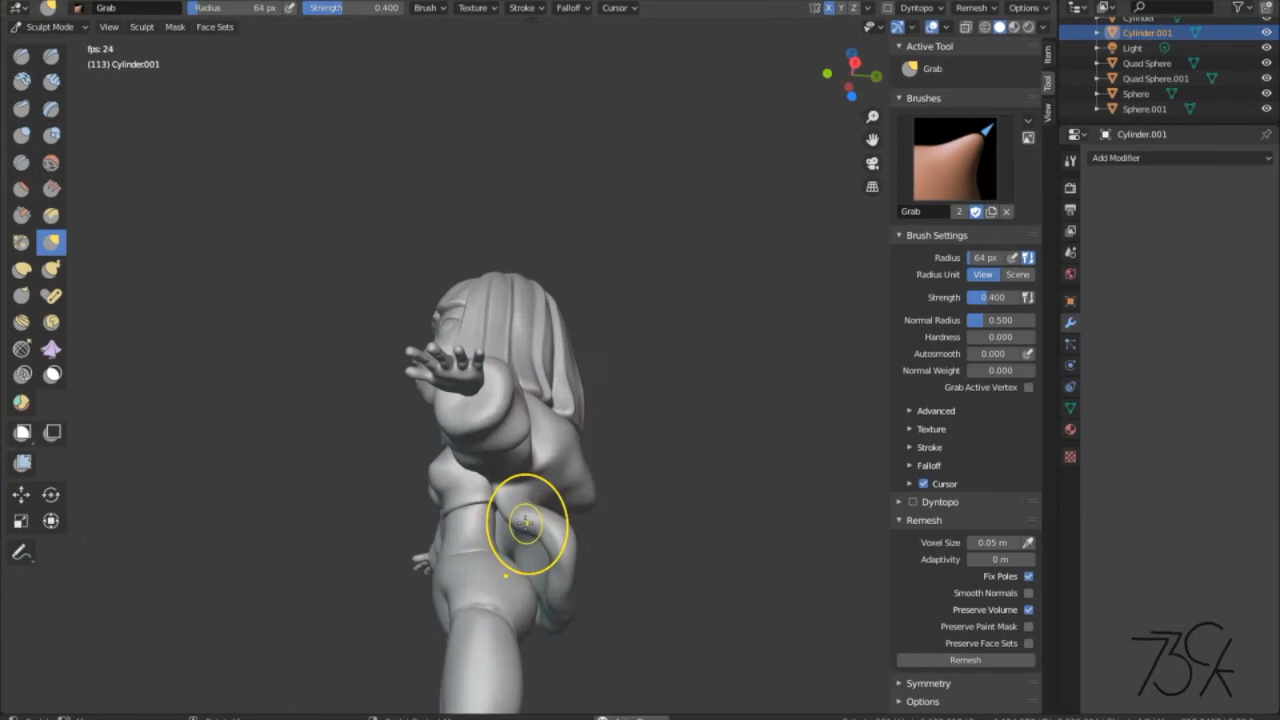 Grab Radius 64 px Strength 0.400 Brush Texture Stroke Falloff Cursor X Y Z Dyntopo Remesh Options
Sculpt Mode View Sculpt Mask Face Sets
fps: 24
(113) Cylinder.001
Active Tool
Grab
Brushes
Grab 2
Brush Settings
Radius 64 px
Radius Unit View Scene
Strength 0.400
Normal Radius 0.500
Hardness 0.000
Autosmooth 0.000
Normal Weight 0.000
Grab Active Vertex
Advanced
Texture
Stroke
Falloff
Cursor
Dyntopo
Remesh
Voxel Size 0.05 m
Adaptivity 0 m
Fix Poles
Smooth Normals
Preserve Volume
Preserve Paint Mask
Preserve Face Sets
Remesh
Symmetry
Options
Item
Tool
View
Cylinder
Cylinder.001
Light
Quad Sphere
Quad Sphere.001
Sphere
Sphere.001
Cylinder.001
Add Modifier